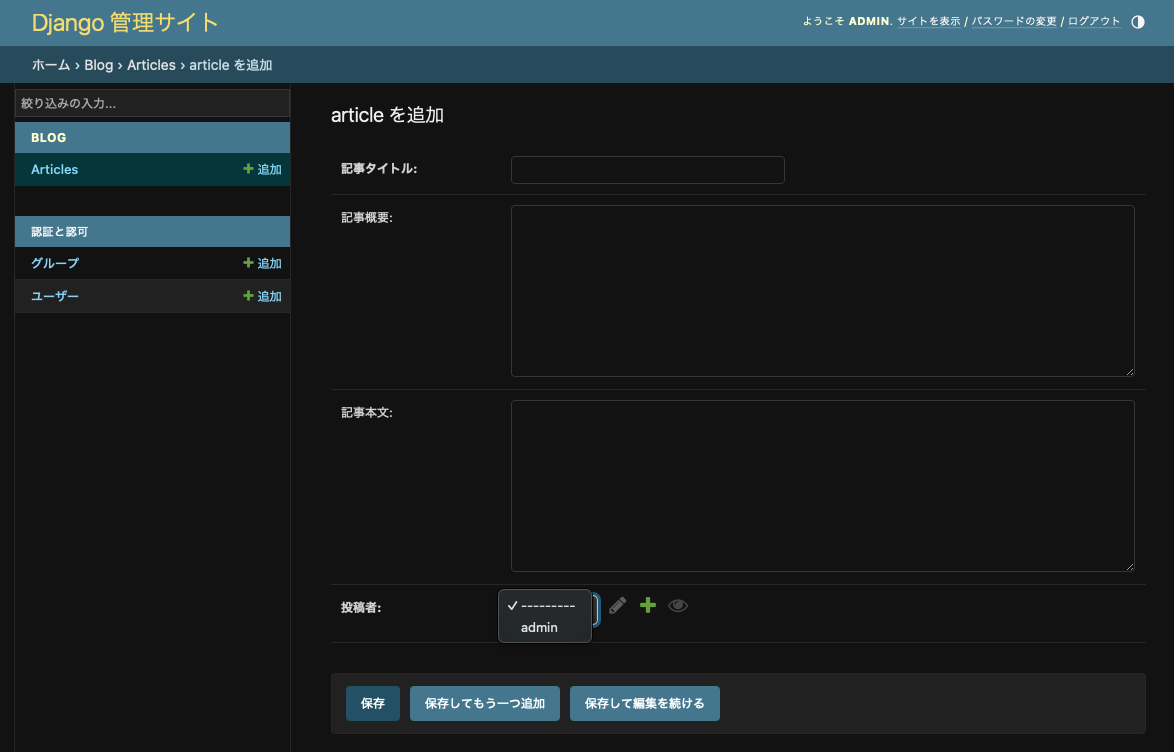 Django 管理サイト
ようこそ ADMIN. サイトを表示 / パスワードの変更 / ログアウト
ホーム › Blog › Articles › article を追加
絞り込みの入力...
BLOG
Articles
追加
認証と認可
グループ
追加
ユーザー
追加
article を追加
記事タイトル:
記事概要:
記事本文:
投稿者:
✓ ---------
admin
保存
保存してもう一つ追加
保存して編集を続ける